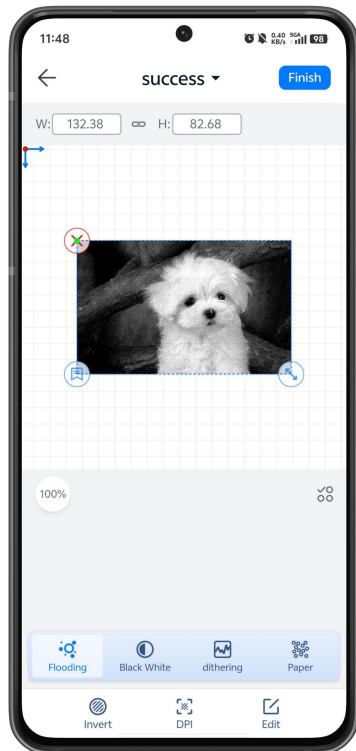 11:48 0.40 KB/s 5GA 98
success Finish
W: 132.38 H: 82.68
100%
Flooding Black White dithering Paper
Invert DPI Edit